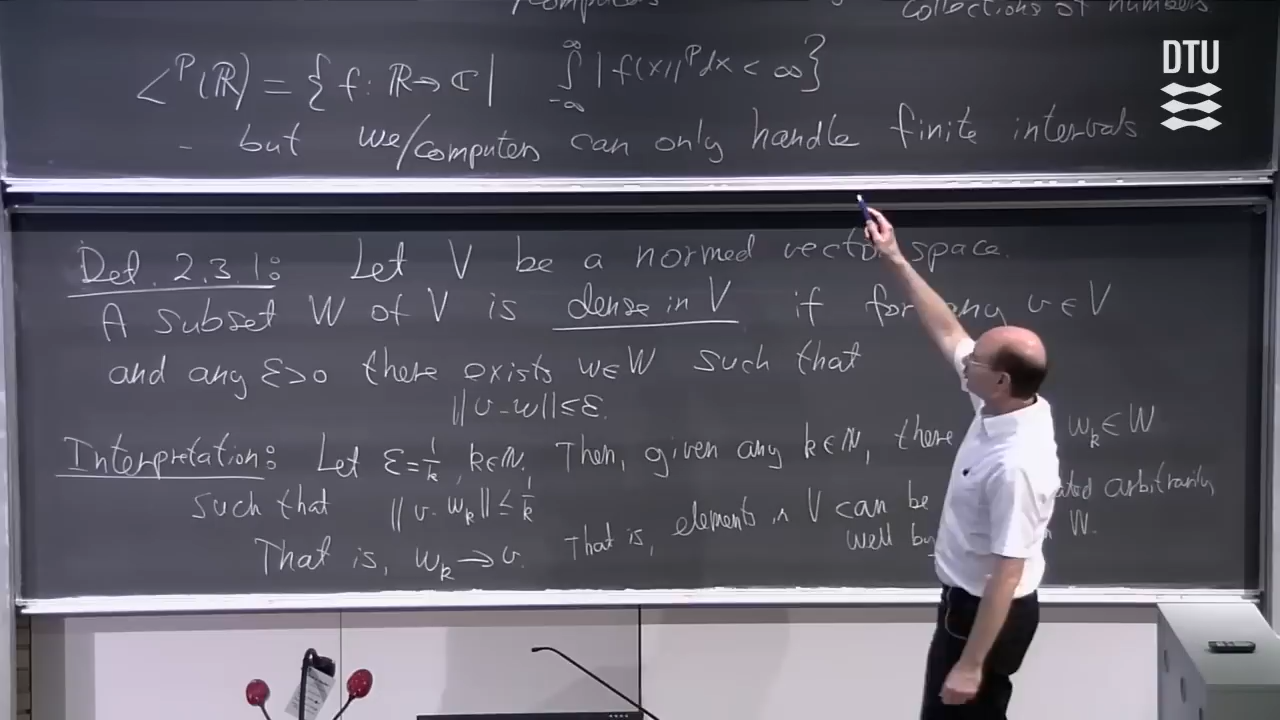 computers
collections of numbers
L^P(ℝ) = { f: ℝ→ℂ | ∫_{-∞}^{∞} |f(x)|^P dx < ∞}
- but we/computers can only handle finite intervals
DTU
Def. 2.3.1: Let V be a normed vector space.
A subset W of V is dense in V if for any v∈V
and any ε>0 there exists w∈W such that
||v-w||≤ε.
Interpretation: Let ε=1/k, k∈ℕ. Then, given any k∈ℕ, there w_k∈W
such that ||v-w_k||≤1/k
That is, w_k→v. That is, elements in V can be arbitrarily
well W.